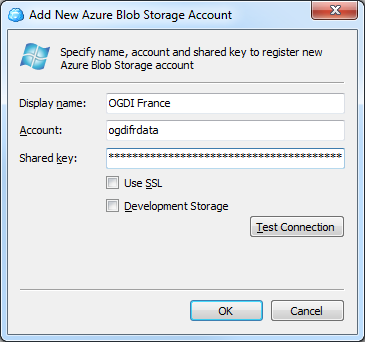 Add New Azure Blob Storage Account
Specify name, account and shared key to register new
Azure Blob Storage account
Display name: OGDI France
Account: ogdifrdata
Shared key: ****************************************
Use SSL
Development Storage
Test Connection
OK Cancel